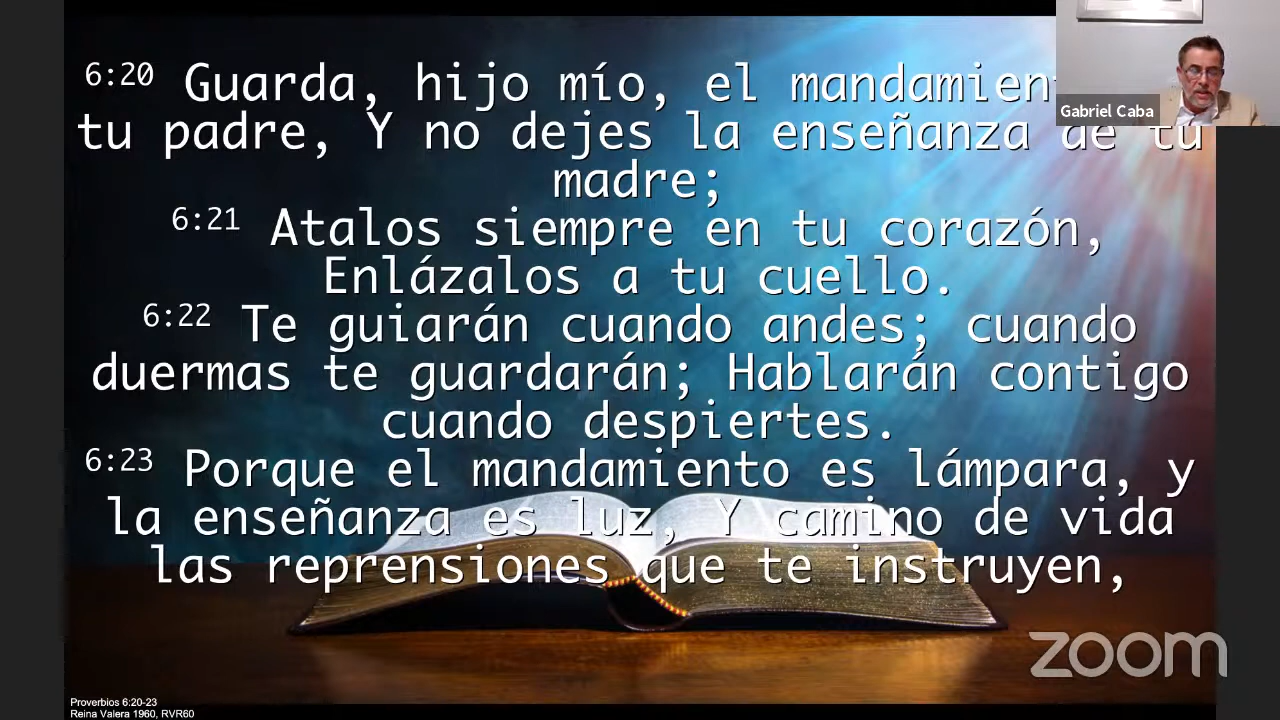 6:20 Guarda, hijo mío, el
tu padre, Y no dejes la enseñanza de tu
madre;
6:21 Atalos siempre en tu corazón,
Enlázalos a tu cuello.
6:22 Te guiarán cuando andes; cuando
duermas te guardarán; Hablarán contigo
cuando despiertes.
6:23 Porque el mandamiento es lámpara, y
la enseñanza es luz, Y camino de vida
las reprensiones que te instruyen,
Gabriel Caba
zoom
Proverbios 6:20-23
Reina Valera 1960, RVR60